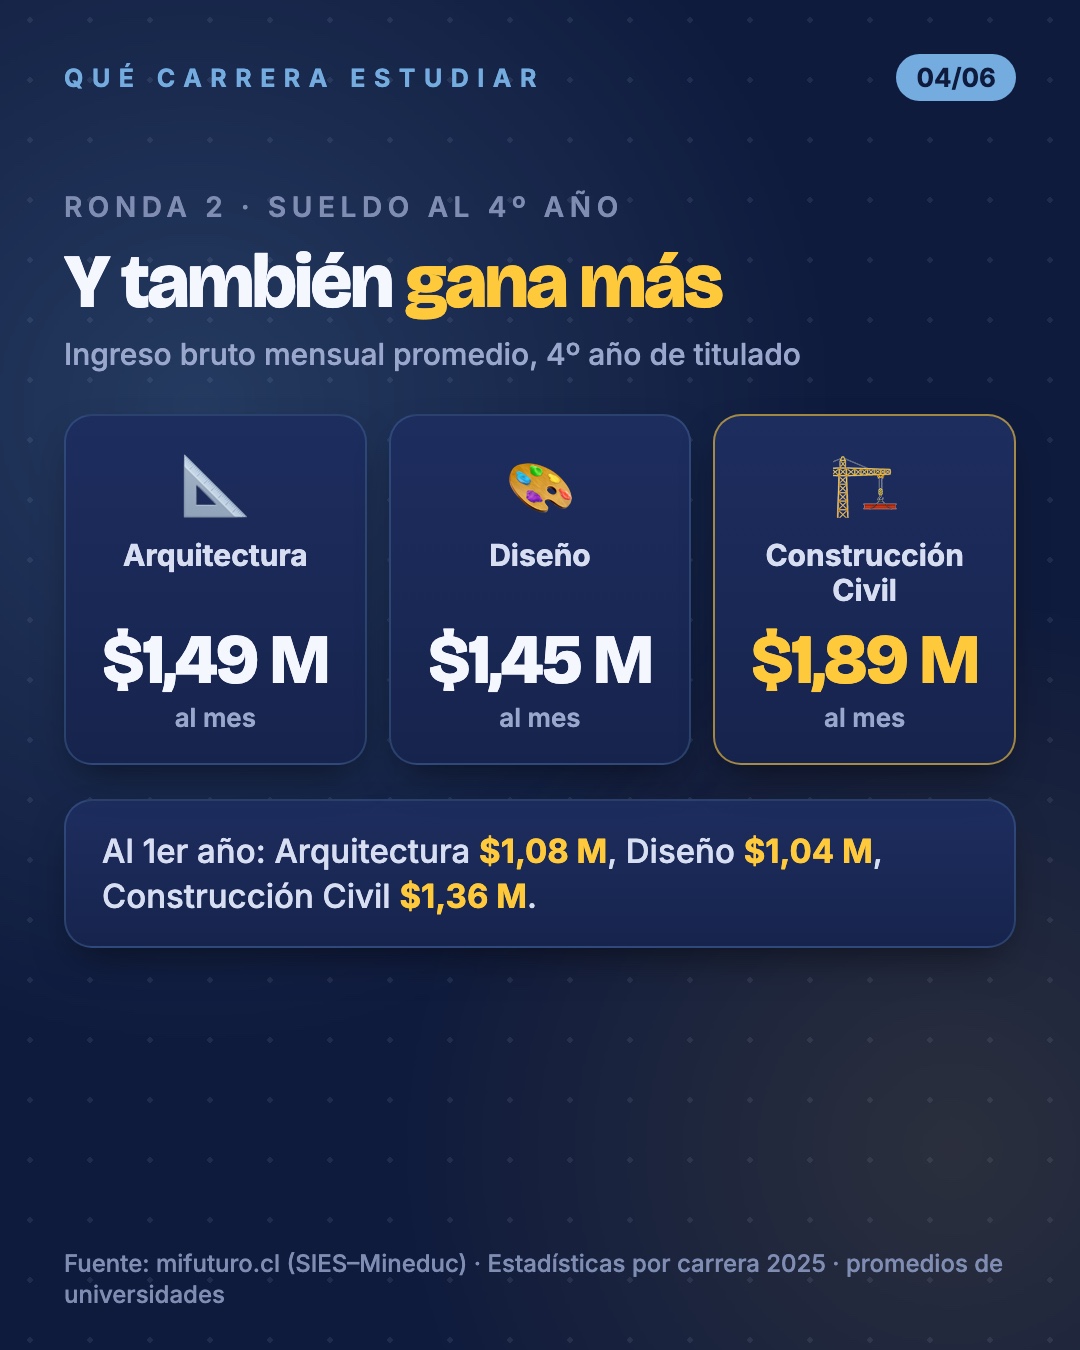 QUÉ CARRERA ESTUDIAR
04/06
RONDA 2 · SUELDO AL 4º AÑO
Y también gana más
Ingreso bruto mensual promedio, 4º año de titulado
Arquitectura
$1,49 M
al mes
Diseño
$1,45 M
al mes
Construcción
Civil
$1,89 M
al mes
Al 1er año: Arquitectura $1,08 M, Diseño $1,04 M,
Construcción Civil $1,36 M.
Fuente: mifuturo.cl (SIES–Mineduc) · Estadísticas por carrera 2025 · promedios de
universidades